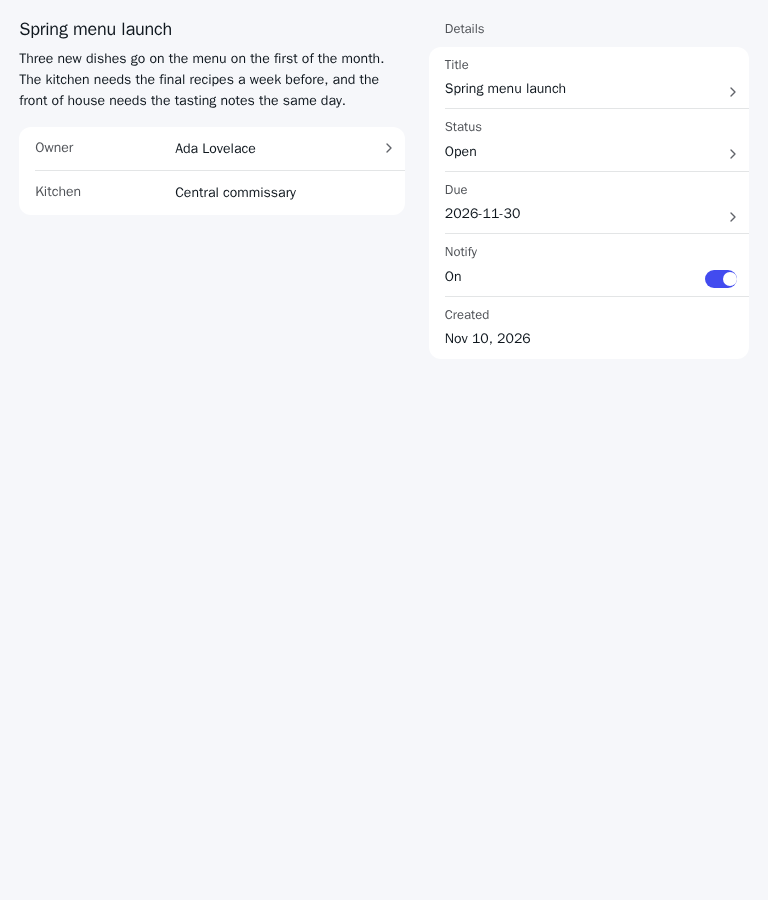 Spring menu launch
Three new dishes go on the menu on the first of the month.
The kitchen needs the final recipes a week before, and the
front of house needs the tasting notes the same day.
Owner Ada Lovelace
Kitchen Central commissary
Details
Title
Spring menu launch
Status
Open
Due
2026-11-30
Notify
On
Created
Nov 10, 2026